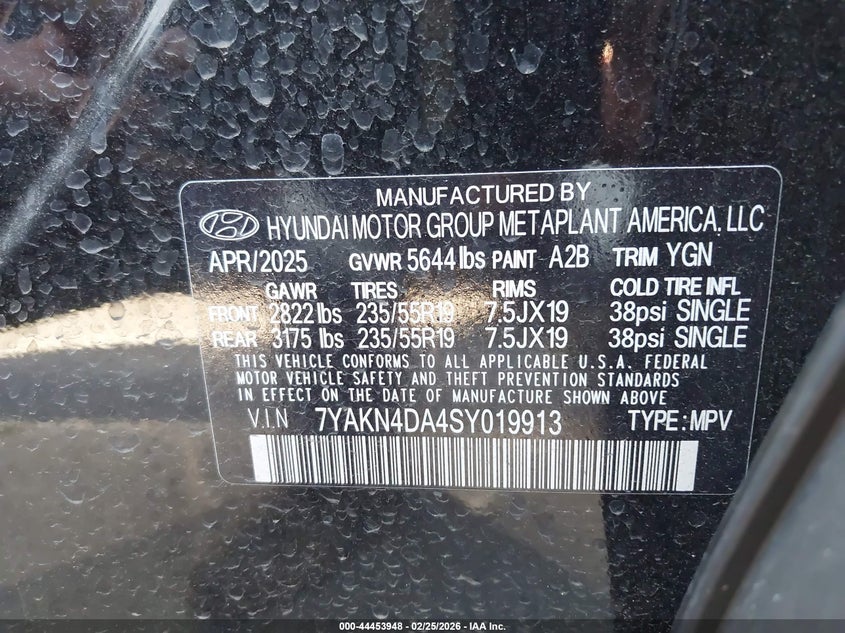 MANUFACTURED BY
HYUNDAI MOTOR GROUP METAPLANT AMERICA, LLC
APR/2025 GVWR 5644 lbs PAINT A2B TRIM YGN
GAWR TIRES RIMS COLD TIRE INFL
FRONT 2822 lbs 235/55R19 7.5JX19 38psi SINGLE
REAR 3175 lbs 235/55R19 7.5JX19 38psi SINGLE
THIS VEHICLE CONFORMS TO ALL APPLICABLE U.S.A. FEDERAL
MOTOR VEHICLE SAFETY AND THEFT PREVENTION STANDARDS
IN EFFECT ON THE DATE OF MANUFACTURE SHOWN ABOVE
V.I.N 7YAKN4DA4SY019913 TYPE : MPV
000-44453948 - 02/25/2026 - IAA Inc.